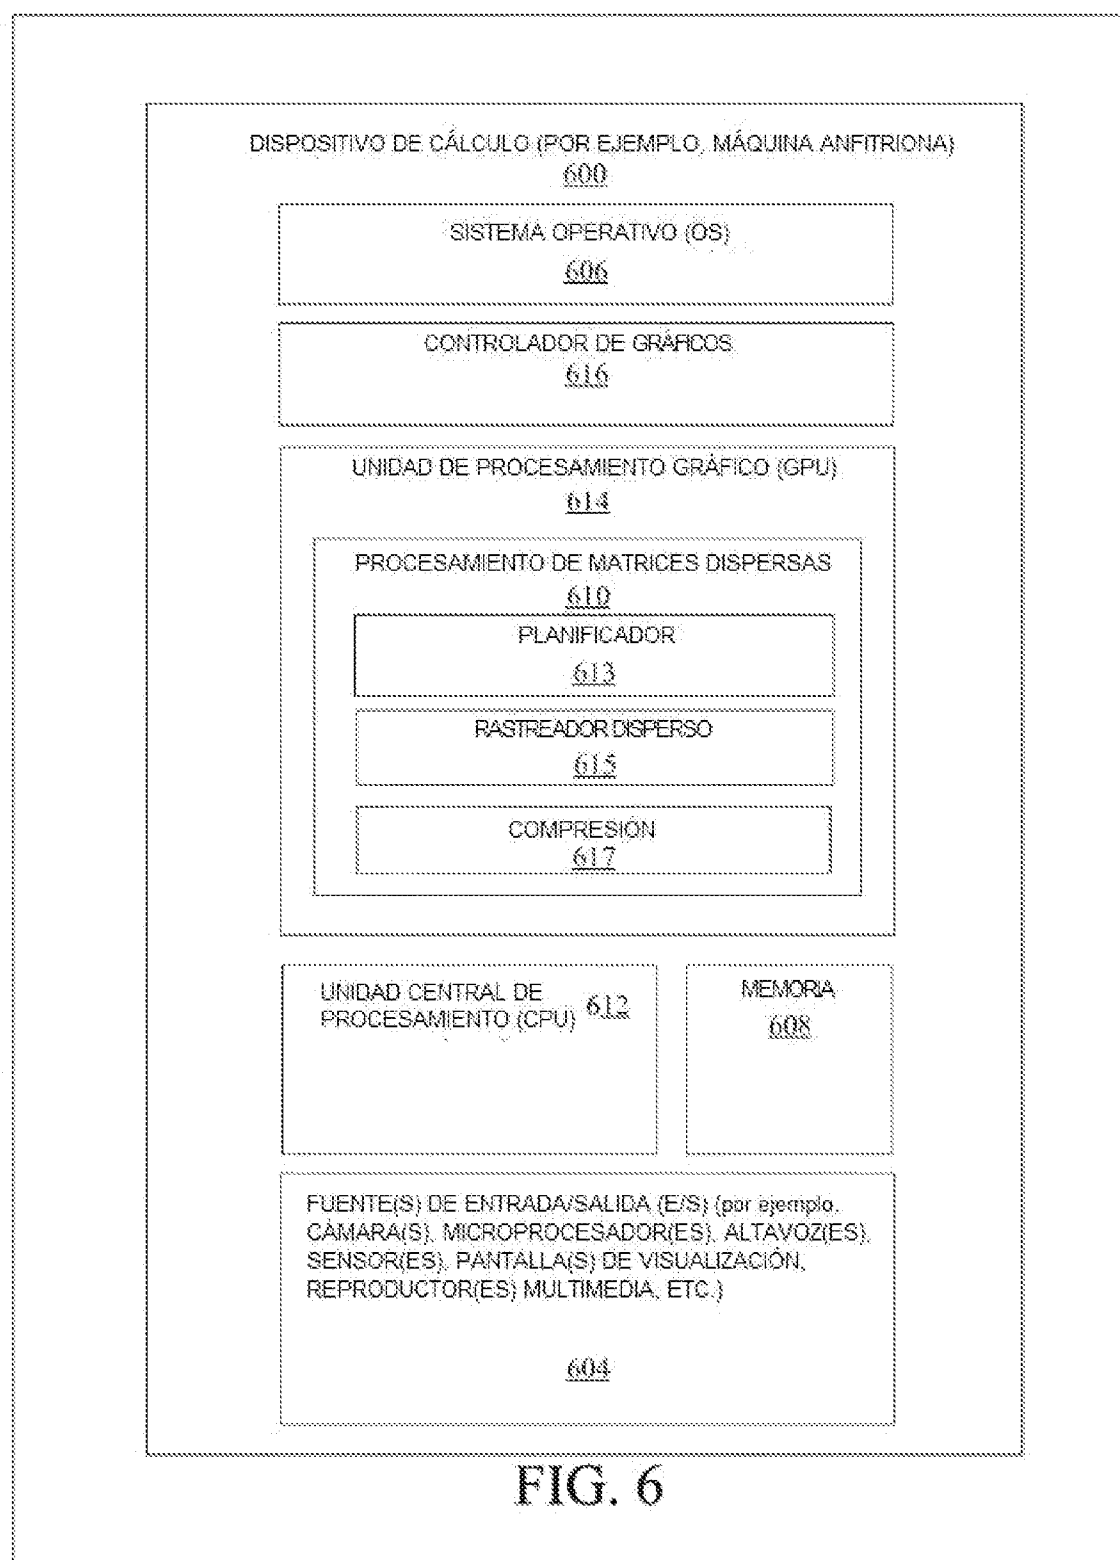 DISPOSITIVO DE CÁLCULO (POR EJEMPLO, MÁQUINA ANFITRIONA)
600
SISTEMA OPERATIVO (OS)
606
CONTROLADOR DE GRÁFICOS
616
UNIDAD DE PROCESAMIENTO GRÁFICO (GPU)
614
PROCESAMIENTO DE MATRICES DISPERSAS
610
PLANIFICADOR
613
RASTREADOR DISPERSO
615
COMPRESIÓN
617
UNIDAD CENTRAL DE
PROCESAMIENTO (CPU) 612
MEMORIA
608
FUENTE(S) DE ENTRADA/SALIDA (E/S) (por ejemplo,
CÁMARA(S), MICROPROCESADOR(ES), ALTAVOZ(ES),
SENSOR(ES), PANTALLA(S) DE VISUALIZACIÓN,
REPRODUCTOR(ES) MULTIMEDIA, ETC.)
604
FIG. 6